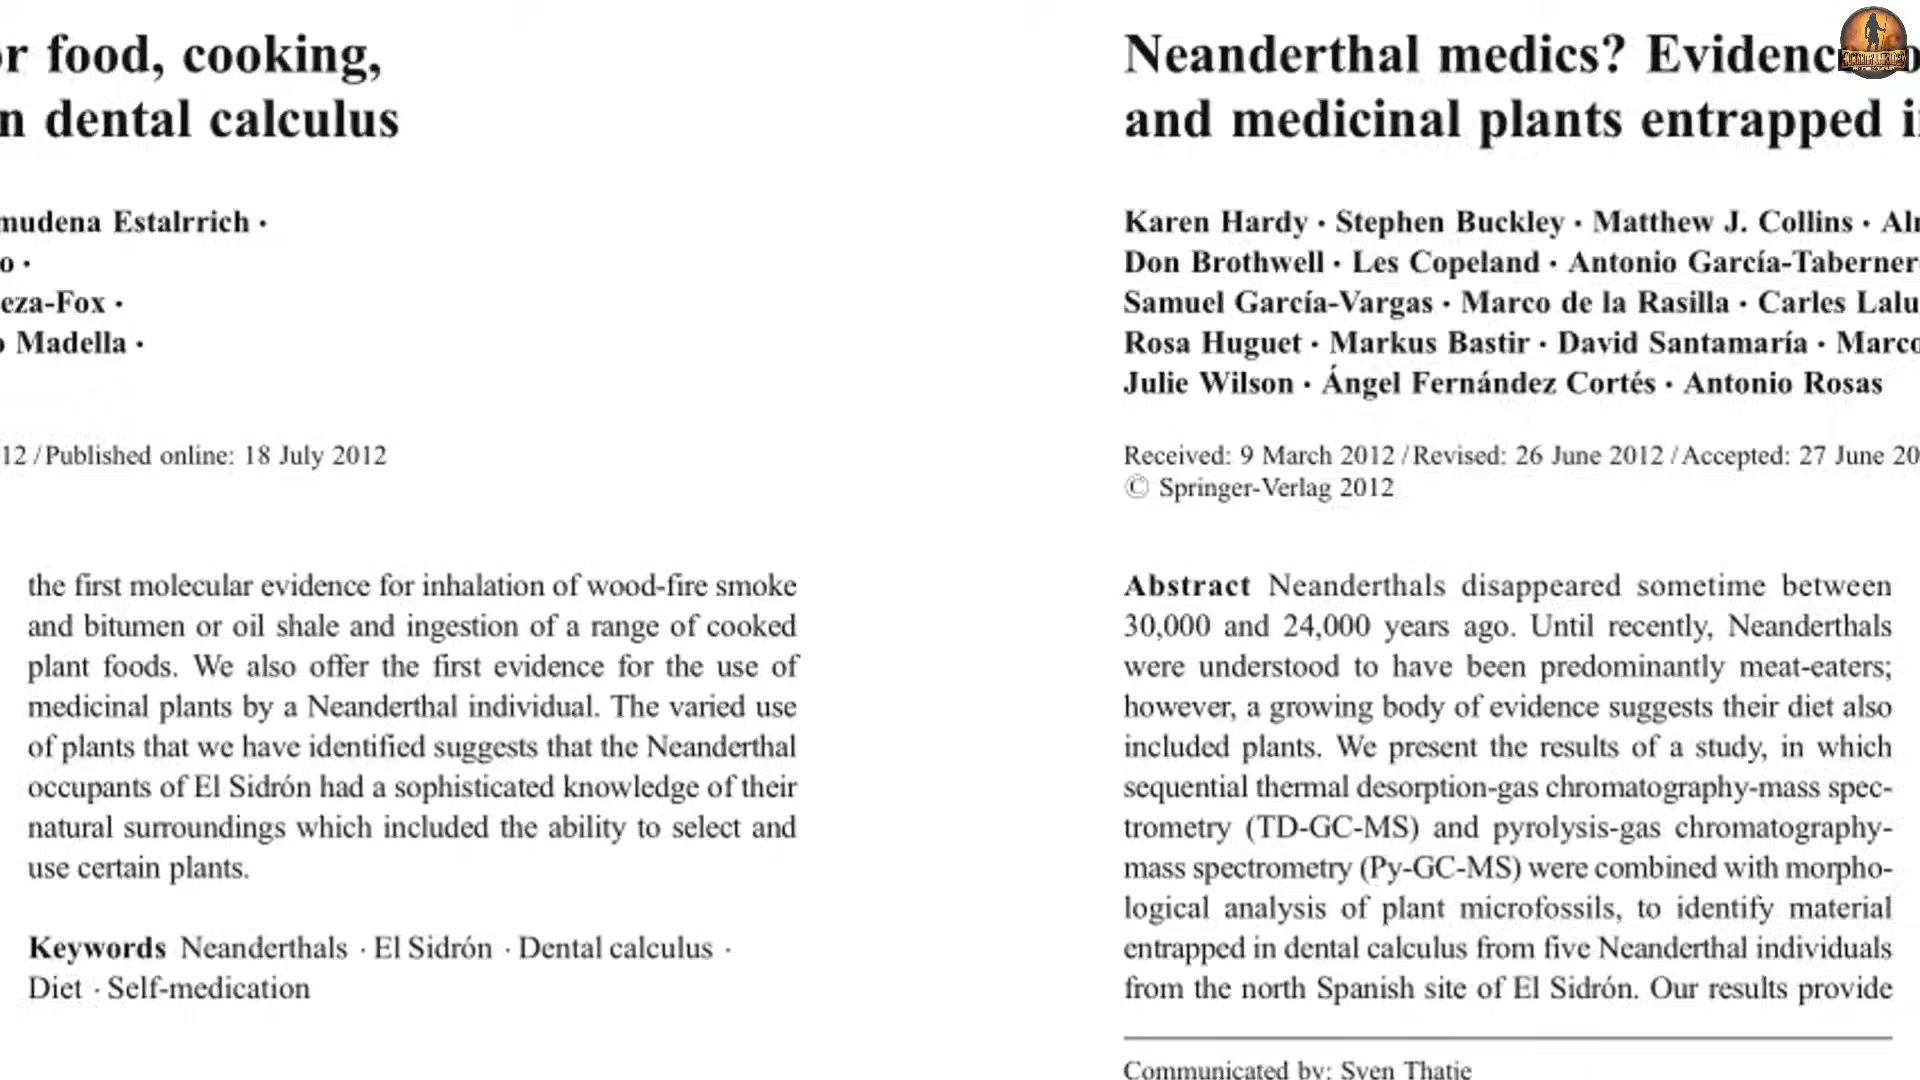 r food, cooking,
n dental calculus
mudena Estalrrich ·
o ·
eza-Fox ·
o Madella ·
12 / Published online: 18 July 2012
the first molecular evidence for inhalation of wood-fire smoke
and bitumen or oil shale and ingestion of a range of cooked
plant foods. We also offer the first evidence for the use of
medicinal plants by a Neanderthal individual. The varied use
of plants that we have identified suggests that the Neanderthal
occupants of El Sidrón had a sophisticated knowledge of their
natural surroundings which included the ability to select and
use certain plants.
Keywords Neanderthals · El Sidrón · Dental calculus ·
Diet · Self-medication
Neanderthal medics? Evidenc
and medicinal plants entrapped i
Karen Hardy · Stephen Buckley · Matthew J. Collins · Al
Don Brothwell · Les Copeland · Antonio García-Taberner
Samuel García-Vargas · Marco de la Rasilla · Carles Lalu
Rosa Huguet · Markus Bastir · David Santamaría · Marco
Julie Wilson · Ángel Fernández Cortés · Antonio Rosas
Received: 9 March 2012 / Revised: 26 June 2012 / Accepted: 27 June 20
© Springer-Verlag 2012
Abstract Neanderthals disappeared sometime between
30,000 and 24,000 years ago. Until recently, Neanderthals
were understood to have been predominantly meat-eaters;
however, a growing body of evidence suggests their diet also
included plants. We present the results of a study, in which
sequential thermal desorption-gas chromatography-mass spec-
trometry (TD-GC-MS) and pyrolysis-gas chromatography-
mass spectrometry (Py-GC-MS) were combined with morpho-
logical analysis of plant microfossils, to identify material
entrapped in dental calculus from five Neanderthal individuals
from the north Spanish site of El Sidrón. Our results provide
Communicated by: Sven Thatje